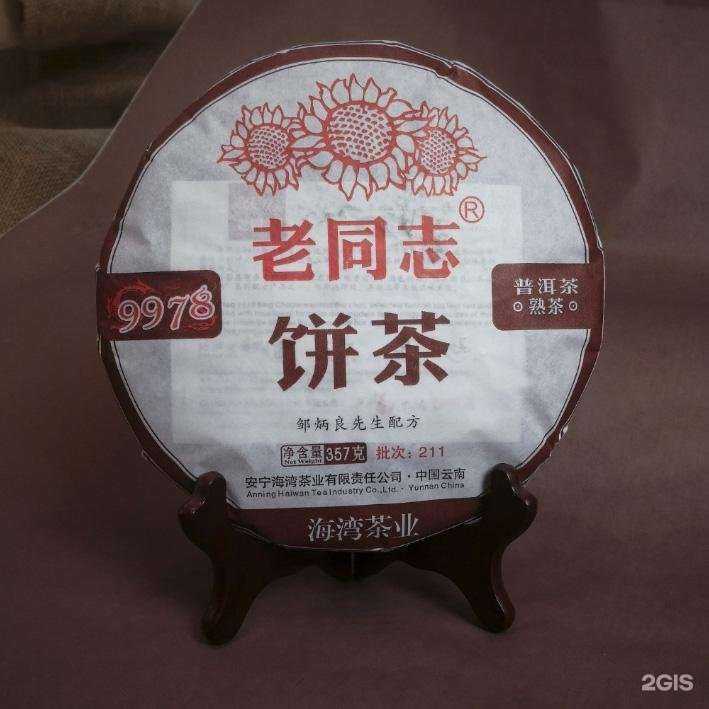 老同志®
9978
普洱茶
熟茶
饼茶
邹炳良先生配方
净含量
Net Weight
357克
批次：211
安宁海湾茶业有限责任公司·中国云南
Anning Haiwan Tea Industry Co.,Ltd.· Yunnan China
海湾茶业
2GIS